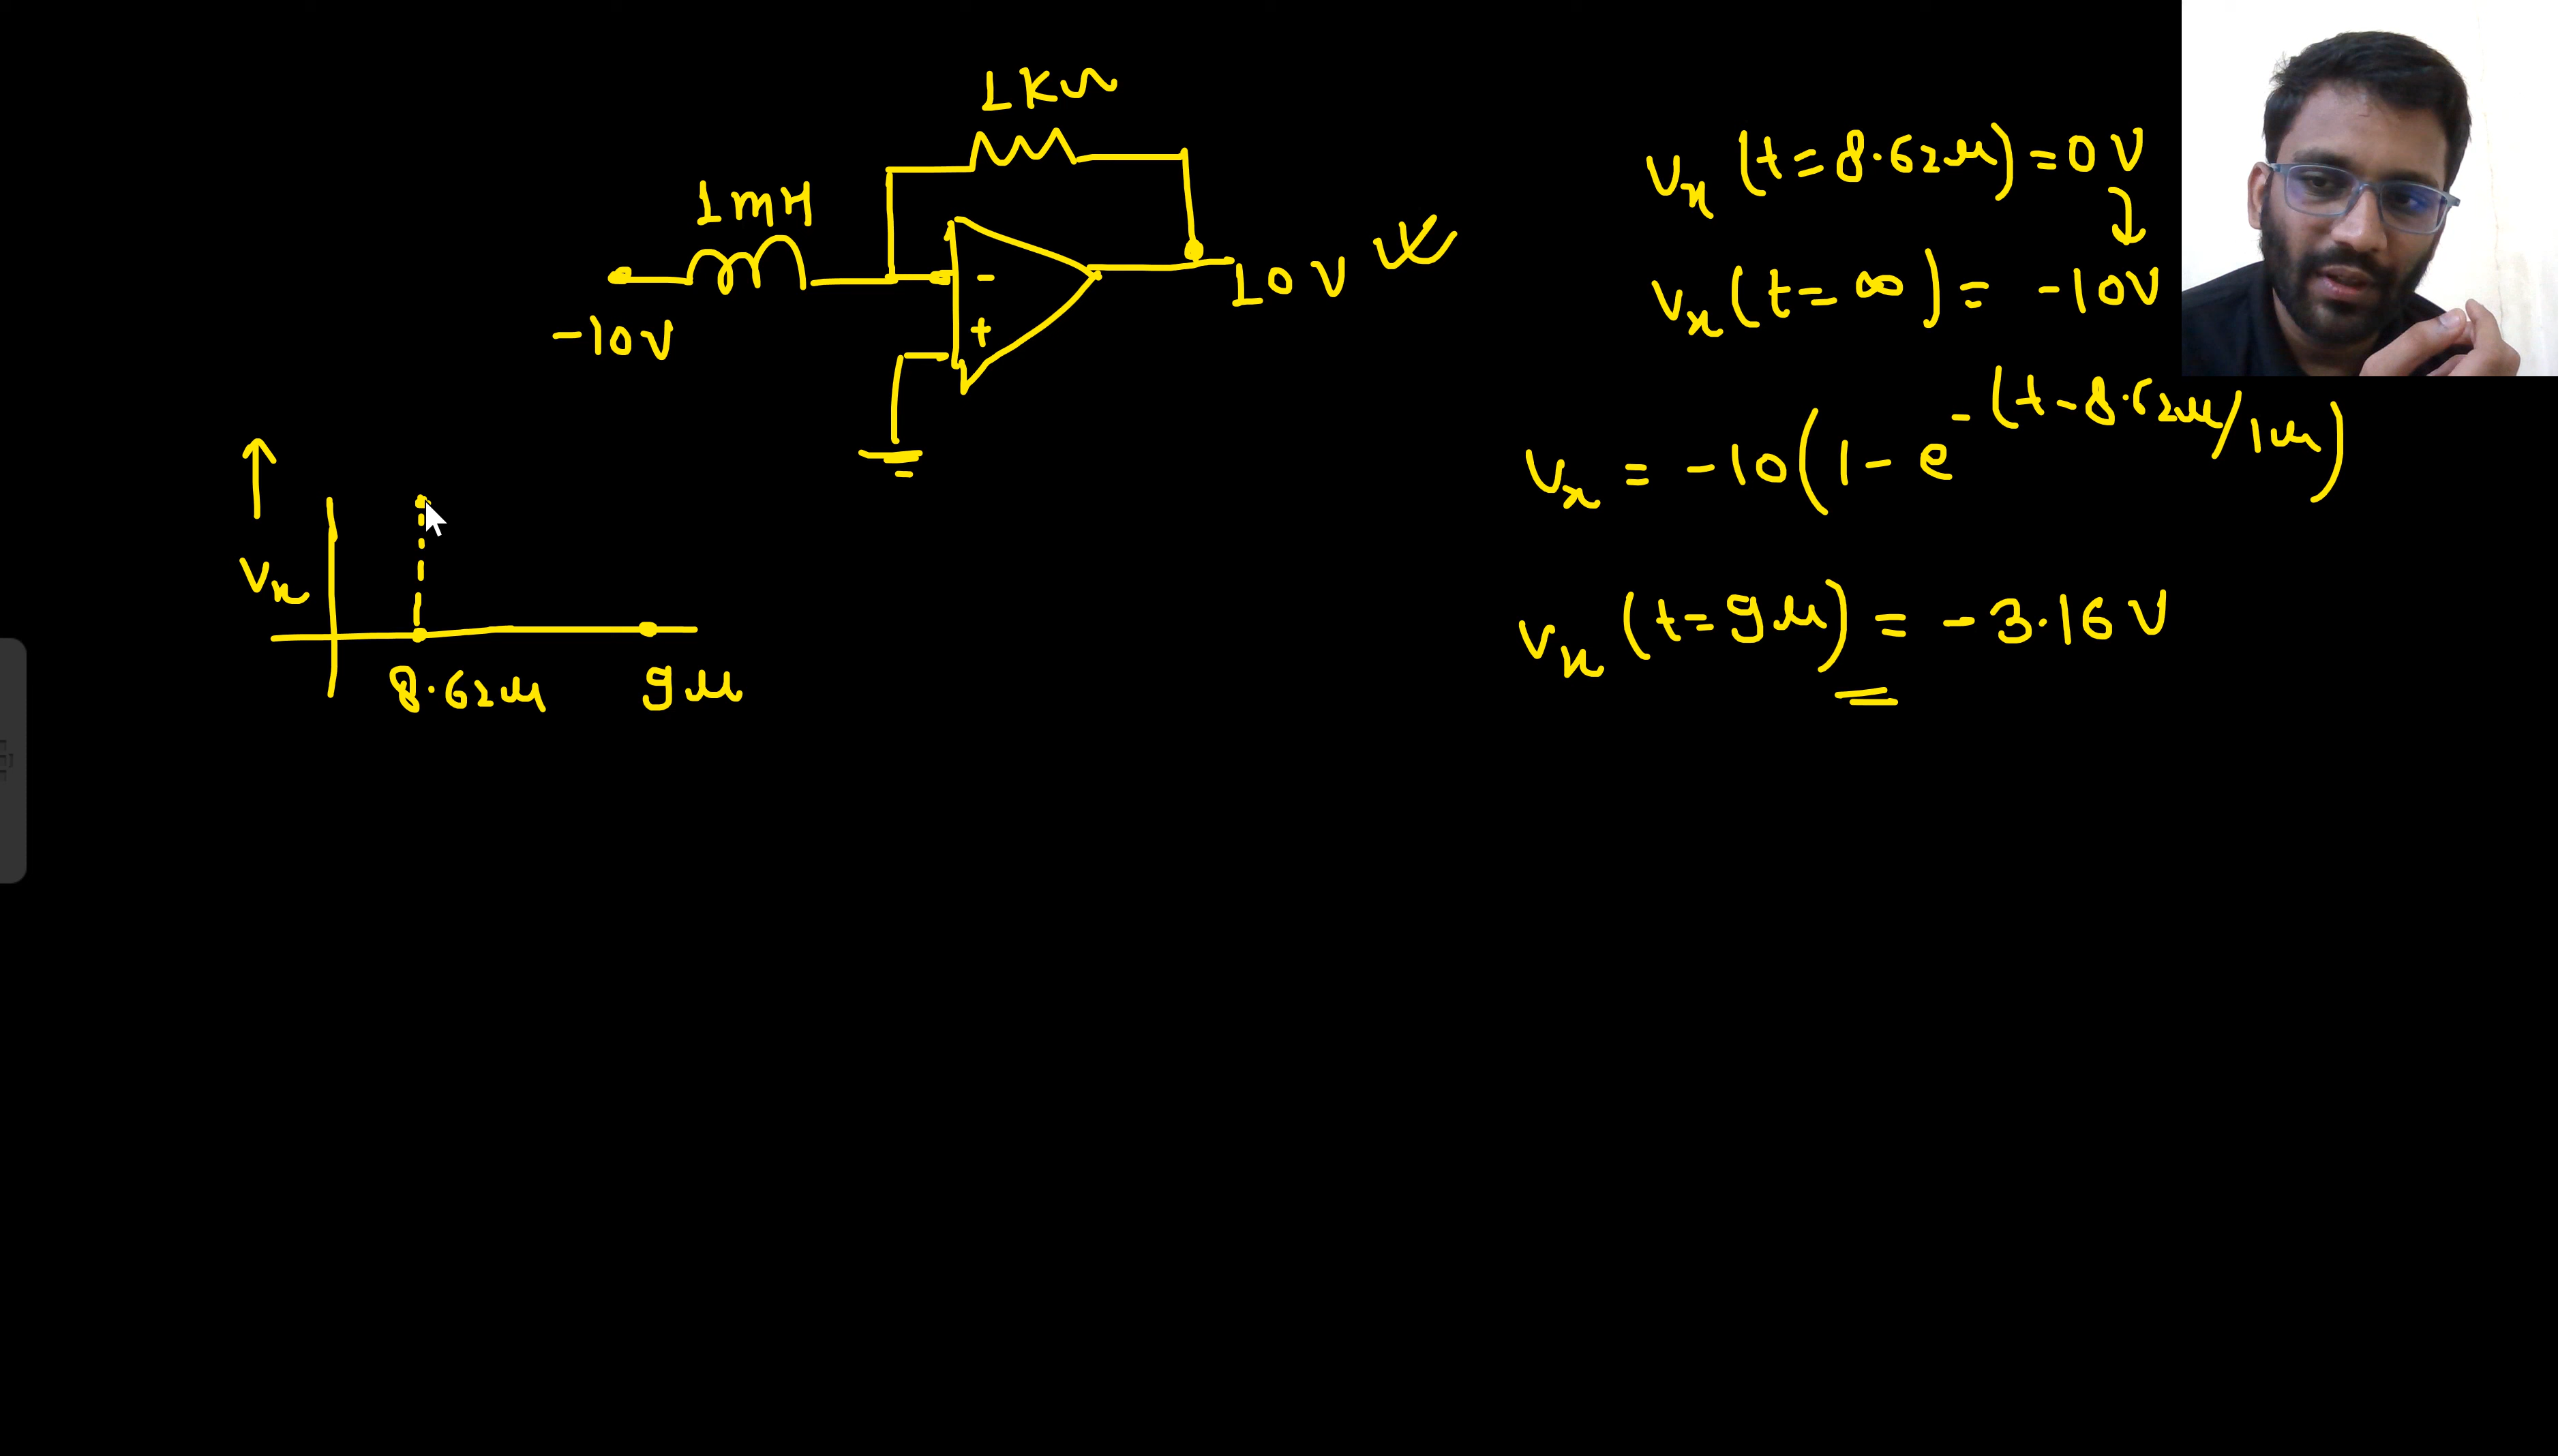 1KΩ
1mH
-10V
-
+
10V
Vx
8.62μ
9μ
Vx (t=8.62μ) = 0V
Vx (t=∞) = -10V
Vx = -10(1-e^-(t-8.62μ/1μ)
Vx (t=9μ) = -3.16V